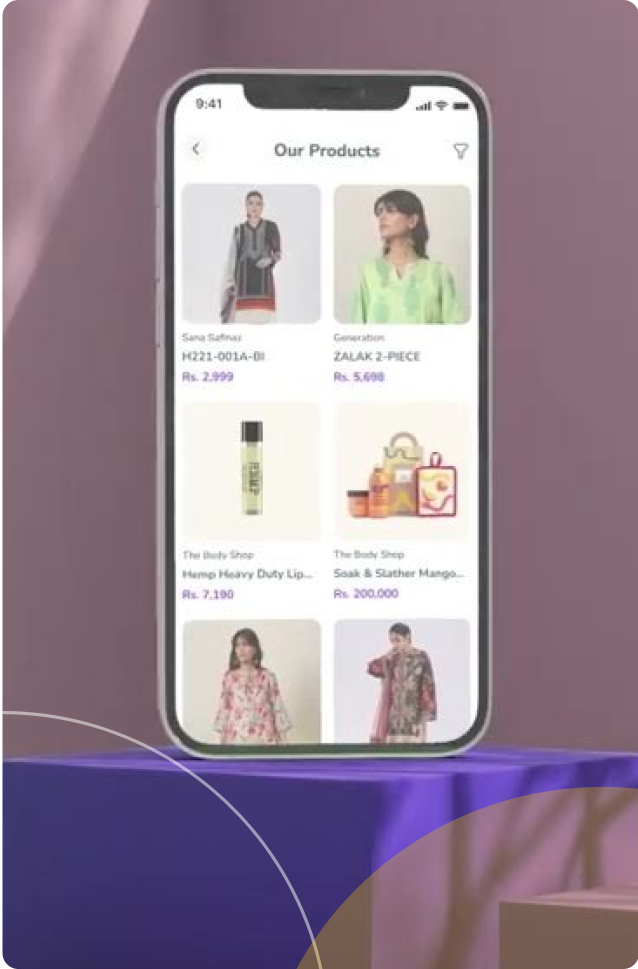 9:41
Our Products
Sana Safinaz
Generation
H221-001A-BI
ZALAK 2-PIECE
Rs. 2,999
Rs. 5,698
HEMP
The Body Shop
The Body Shop
Hemp Heavy Duty Lip...
Soak & Slather Mango...
Rs. 7,190
Rs. 200,000